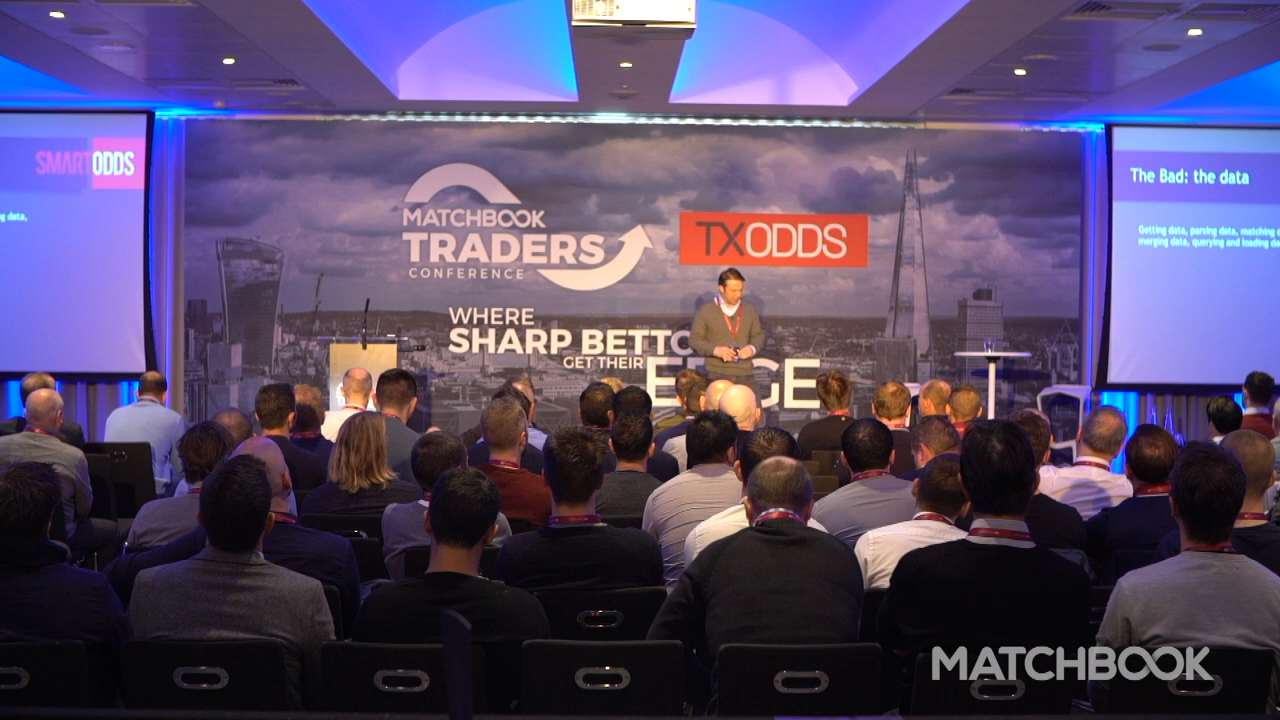 SMARTODDS
g data,
MATCHBOOK
TRADERS
CONFERENCE
TXODDS
WHERE
SHARP BETTO
GET THEIR
EDGE
The Bad: the data
Getting data, parsing data, matching
merging data, querying and loading da
MATCHBOOK